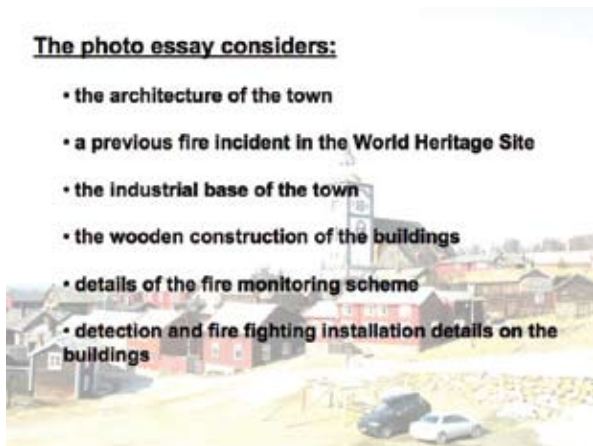 The photo essay considers:
• the architecture of the town
• a previous fire incident in the World Heritage Site
• the industrial base of the town
• the wooden construction of the buildings
• details of the fire monitoring scheme
• detection and fire fighting installation details on the
buildings